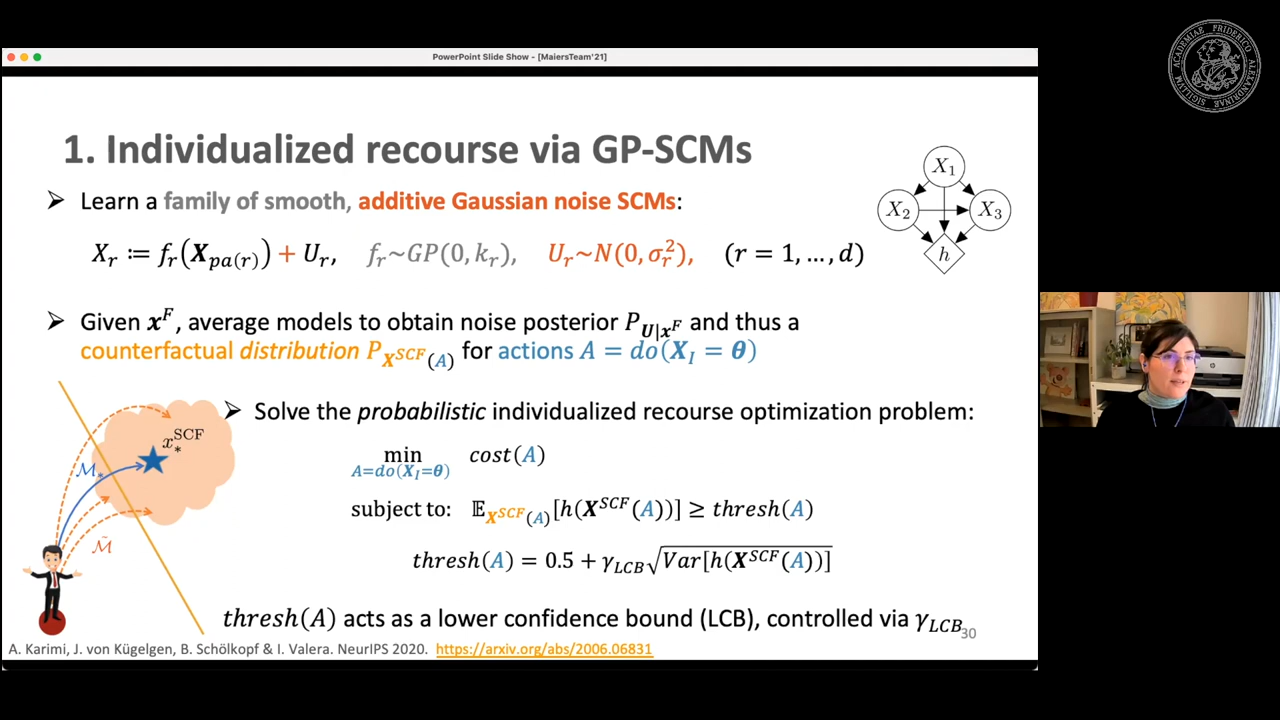 PowerPoint Slide Show - [MaiersTeam'21]
ACADEMIAE FRIDERICO ALEXANDRINAE SIGILLVM
1. Individualized recourse via GP-SCMs
➢ Learn a family of smooth, additive Gaussian noise SCMs:
X_r ≔ f_r(X_pa(r)) + U_r, f_r~GP(0, k_r), U_r~N(0, σ_r^2), (r = 1, …, d)
X_1
X_2
X_3
h
➢ Given x^F, average models to obtain noise posterior P_U|x^F and thus a
counterfactual distribution P_X^SCF(A) for actions A = do(X_I = θ)
➢ Solve the probabilistic individualized recourse optimization problem:
min cost(A)
A=do(X_I=θ)
subject to: 𝔼_X^SCF(A)[h(X^SCF(A))] ≥ thresh(A)
thresh(A) = 0.5 + γ_LCB√Var[h(X^SCF(A))]
x_*^SCF
M_*
M̃
thresh(A) acts as a lower confidence bound (LCB), controlled via γ_LCB
30
A. Karimi, J. von Kügelgen, B. Schölkopf & I. Valera. NeurIPS 2020. https://arxiv.org/abs/2006.06831